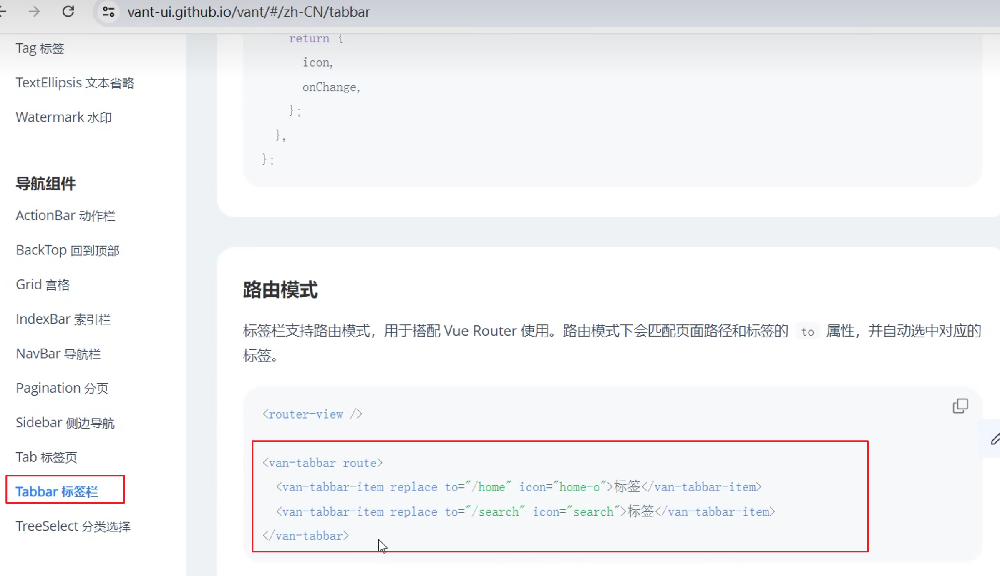 vant-ui.github.io/vant/#/zh-CN/tabbar
Tag 标签
TextEllipsis 文本省略
Watermark 水印
导航组件
ActionBar 动作栏
BackTop 回到顶部
Grid 宫格
IndexBar 索引栏
NavBar 导航栏
Pagination 分页
Sidebar 侧边导航
Tab 标签页
Tabbar 标签栏
TreeSelect 分类选择
return {
icon,
onChange,
};
},
};
路由模式
标签栏支持路由模式，用于搭配 Vue Router 使用。路由模式下会匹配页面路径和标签的 to 属性，并自动选中对应的
标签。
<router-view />
<van-tabbar route>
<van-tabbar-item replace to="/home" icon="home-o">标签</van-tabbar-item>
<van-tabbar-item replace to="/search" icon="search">标签</van-tabbar-item>
</van-tabbar>